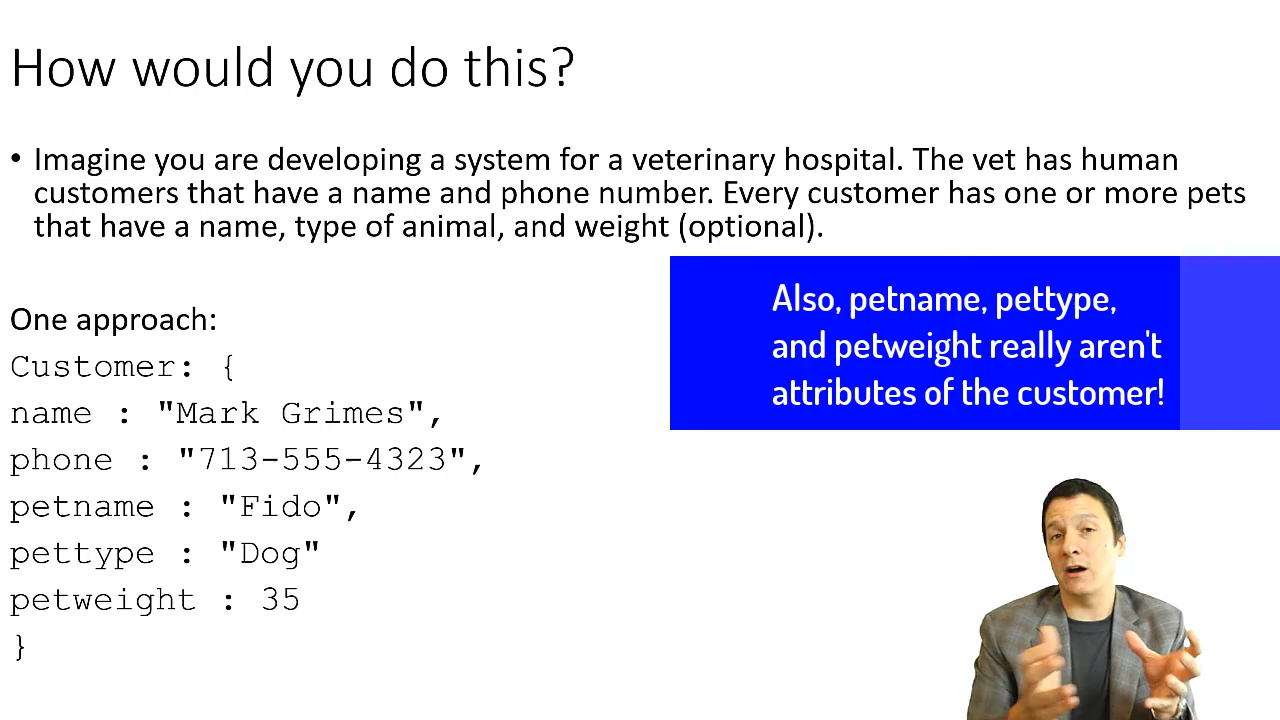 How would you do this?
• Imagine you are developing a system for a veterinary hospital. The vet has human
customers that have a name and phone number. Every customer has one or more pets
that have a name, type of animal, and weight (optional).
Also, petname, pettype,
and petweight really aren't
attributes of the customer!
One approach:
Customer: {
name : "Mark Grimes",
phone : "713-555-4323",
petname : "Fido",
pettype : "Dog"
petweight : 35
}